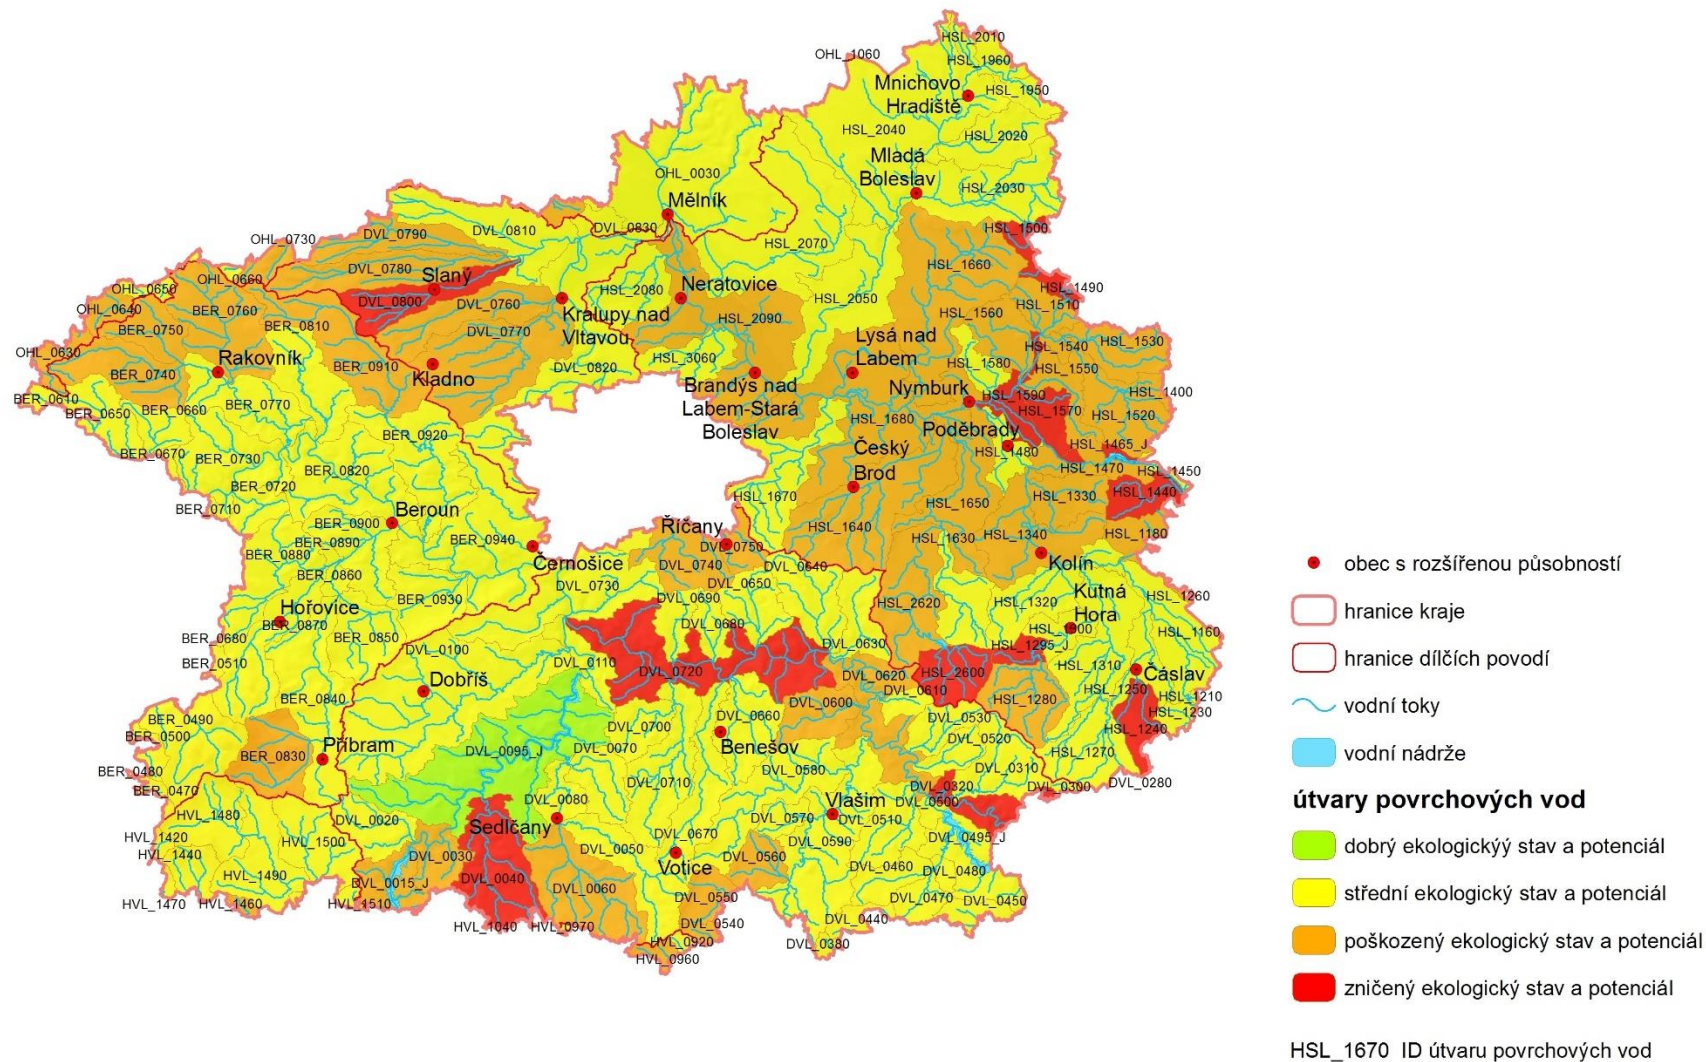 HSL_2010
OHL_1060
HSL_1960
Mnichovo
Hradiště
HSL_1950
HSL_2040
HSL_2020
Mladá
Boleslav
OHL_0030
HSL_2030
Mělník
DVL_0830
DVL_0810
DVL_0790
HSL_1500
OHL_0730
HSL_2070
DVL_0780
Slaný
HSL_1660
OHL_0660
OHL_0650
Neratovice
HSL_2080
HSL_1490
DVL_0800
DVL_0760
HSL_2050
HSL_1510
OHL_0640
BER_0760
Kralupy nad
Vltavou
HSL_2090
HSL_1560
BER_0750
BER_0810
DVL_0770
Lysá nad
Labem
HSL_1540
HSL_1530
OHL_0630
Rakovník
HSL_3060
HSL_1580
HSL_1550
BER_0910
DVL_0820
BER_0740
Kladno
Brandýs nad
Labem-Stará
Boleslav
Nymburk
HSL_1590
HSL_1400
BER_0610
BER_0650
BER_0660
BER_0770
HSL_1570
HSL_1520
HSL_1680
Poděbrady
BER_0920
HSL_1465_J
Český
Brod
HSL_1480
BER_0670
BER_0730
BER_0820
HSL_1470
HSL_1450
BER_0720
HSL_1670
HSL_1440
HSL_1330
BER_0710
HSL_1650
Beroun
BER_0900
Říčany
HSL_1640
HSL_1630
HSL_1340
HSL_1180
BER_0890
BER_0940
DVL_0750
BER_0880
Černošice
DVL_0740
DVL_0640
Kolín
BER_0860
DVL_0730
DVL_0650
Kutná
Hora
BER_0930
DVL_0690
HSL_2620
HSL_1320
HSL_1260
Hořovice
BER_0870
DVL_0680
HSL_1300
HSL_1160
BER_0680
BER_0850
DVL_0630
HSL_1295_J
DVL_0100
BER_0510
DVL_0110
DVL_0720
DVL_0620
HSL_2600
HSL_1310
Čáslav
Dobříš
DVL_0610
HSL_1250
HSL_1210
BER_0840
DVL_0600
HSL_1280
HSL_1230
BER_0490
DVL_0660
DVL_0530
HSL_1240
BER_0500
DVL_0700
Benešov
DVL_0520
Příbram
DVL_0095_J
DVL_0070
HSL_1270
BER_0830
BER_0480
DVL_0580
DVL_0310
BER_0470
DVL_0710
DVL_0320
DVL_0300
DVL_0280
DVL_0080
Vlašim
DVL_0500
HVL_1480
DVL_0020
Sedlčany
DVL_0570
DVL_0510
HVL_1420
HVL_1500
DVL_0670
DVL_0590
DVL_0495_J
HVL_1440
DVL_0030
DVL_0050
DVL_0560
Votice
DVL_0460
DVL_0480
HVL_1490
DVL_0015_J
DVL_0040
DVL_0060
DVL_0550
DVL_0470
DVL_0450
HVL_1470
HVL_1460
HVL_1510
DVL_0440
HVL_1040
HVL_0970
DVL_0540
HVL_0920
DVL_0380
HVL_0960
obec s rozšířenou působností
hranice kraje
hranice dílčích povodí
vodní toky
vodní nádrže
útvary povrchových vod
dobrý ekologickýý stav a potenciál
střední ekologický stav a potenciál
poškozený ekologický stav a potenciál
zničený ekologický stav a potenciál
HSL_1670 ID útvaru povrchových vod